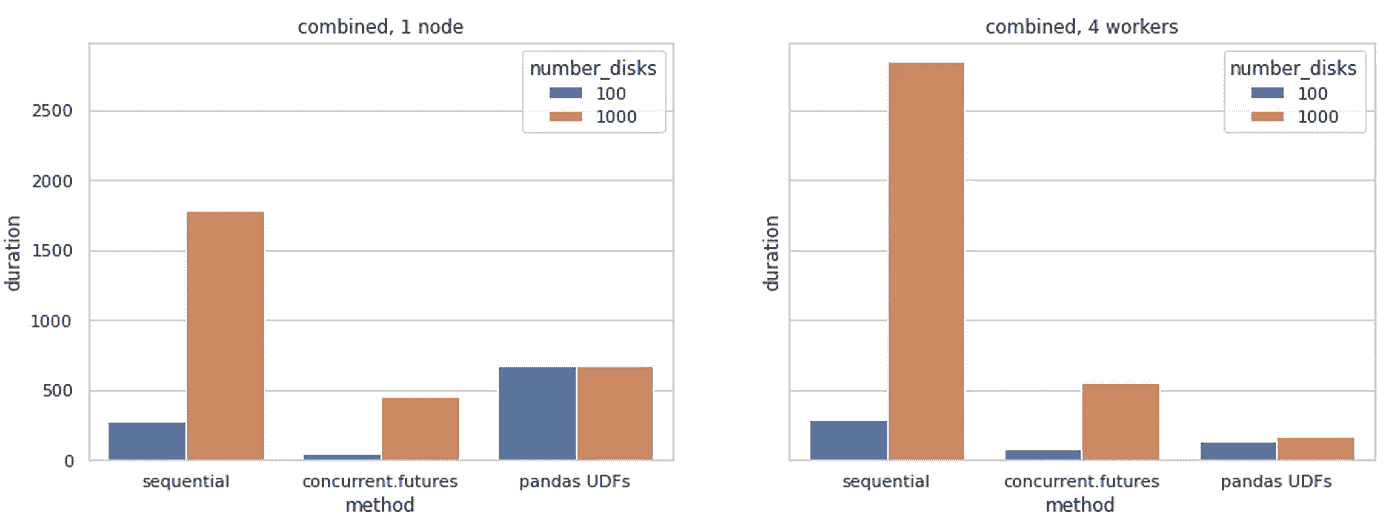 combined, 1 node
number_disks
100
1000
duration
2500
2000
1500
1000
500
0
sequential
concurrent.futures
pandas UDFs
method
combined, 4 workers
number_disks
100
1000
duration
sequential
concurrent.futures
pandas UDFs
method